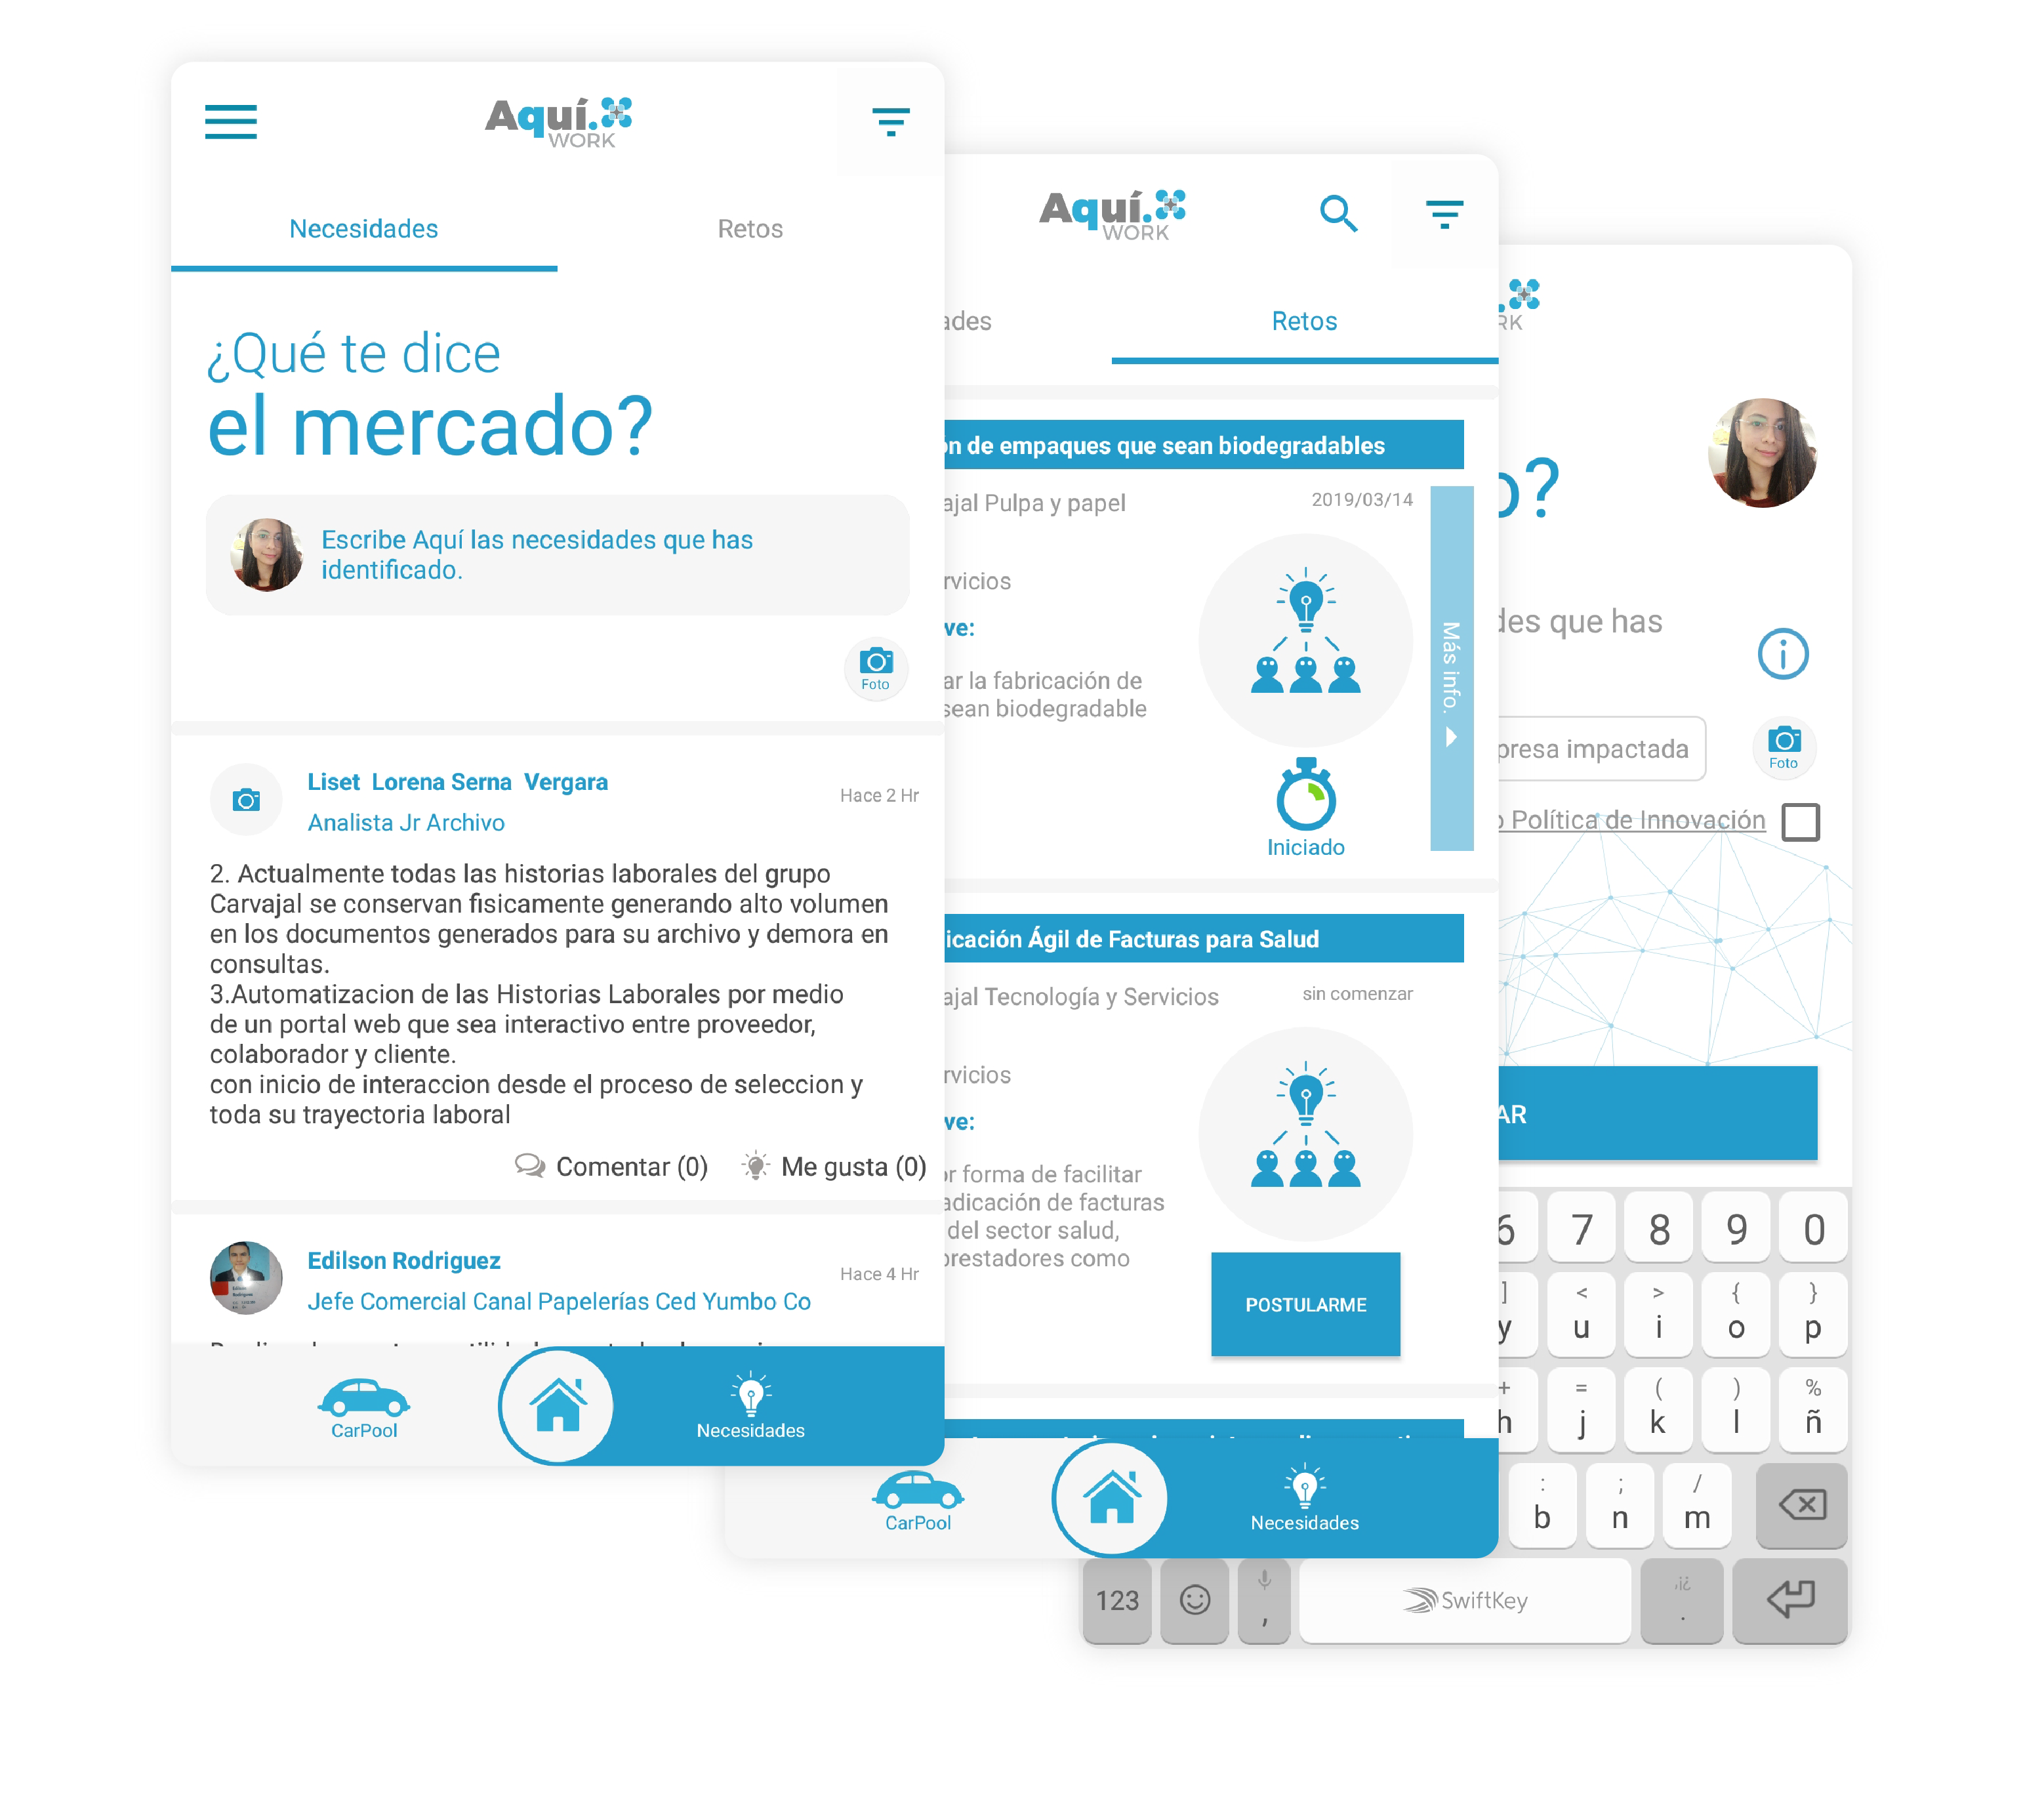 Aquí.
WORK
Necesidades
Retos
¿Qué te dice
el mercado?
Escribe Aquí las necesidades que has
identificado.
Foto
Liset Lorena Serna Vergara
Hace 2 Hr
Analista Jr Archivo
2. Actualmente todas las historias laborales del grupo
Carvajal se conservan fisicamente generando alto volumen
en los documentos generados para su archivo y demora en
consultas.
3.Automatizacion de las Historias Laborales por medio
de un portal web que sea interactivo entre proveedor,
colaborador y cliente.
con inicio de interaccion desde el proceso de seleccion y
toda su trayectoria laboral
Comentar (0)
Me gusta (0)
Edilson Rodriguez
Hace 4 Hr
Jefe Comercial Canal Papelerías Ced Yumbo Co
CarPool
Necesidades
Aquí.
WORK
ades
Retos
ón de empaques que sean biodegradables
ajal Pulpa y papel
2019/03/14
rvicios
ve:
ar la fabricación de
sean biodegradable
Más info.
Iniciado
icación Ágil de Facturas para Salud
ajal Tecnología y Servicios
sin comenzar
rvicios
ve:
or forma de facilitar
adicación de facturas
del sector salud,
prestadores como
POSTULARME
CarPool
Necesidades
RK
o?
des que has
presa impactada
Foto
o Política de Innovación
AR
6 7 8 9 0
] < > { }
y u i o p
+ = ( ) %
h j k l ñ
: ; /
b n m
123 , SwiftKey .